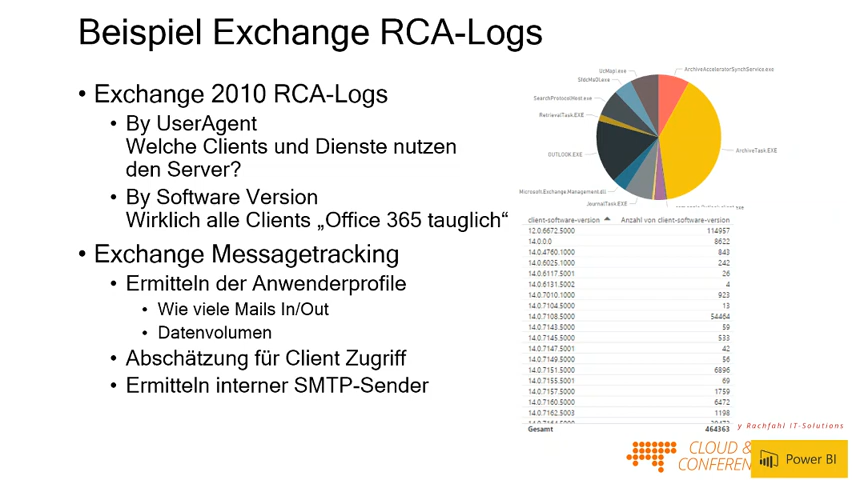 Beispiel Exchange RCA-Logs
• Exchange 2010 RCA-Logs
• By UserAgent
Welche Clients und Dienste nutzen
den Server?
• By Software Version
Wirklich alle Clients „Office 365 tauglich“
• Exchange Messagetracking
• Ermitteln der Anwenderprofile
• Wie viele Mails In/Out
• Datenvolumen
• Abschätzung für Client Zugriff
• Ermitteln interner SMTP-Sender
UcMapi.exe
ArchiveAcceleratorSynchService.exe
SearchProtocolHost.exe
RetrievalTask.EXE
OUTLOOK.EXE
ArchiveTask.EXE
Microsoft.Exchange.Management.dll
JournalTask.EXE
client-software-version Anzahl von client-software-version
12.0.6672.5000 114957
14.0.0.0 8622
14.0.4760.1000 843
14.0.6025.1000 242
14.0.6117.5001 26
14.0.6131.5002 4
14.0.7010.1000 923
14.0.7104.5000 13
14.0.7108.5000 54464
14.0.7143.5000 59
14.0.7145.5000 533
14.0.7147.5001 42
14.0.7149.5000 56
14.0.7151.5000 6896
14.0.7155.5001 69
14.0.7157.5000 1759
14.0.7160.5000 6472
14.0.7162.5003 1198
Gesamt 464363
y Rachfahl IT-Solutions
CLOUD &
CONFEREN
Power BI